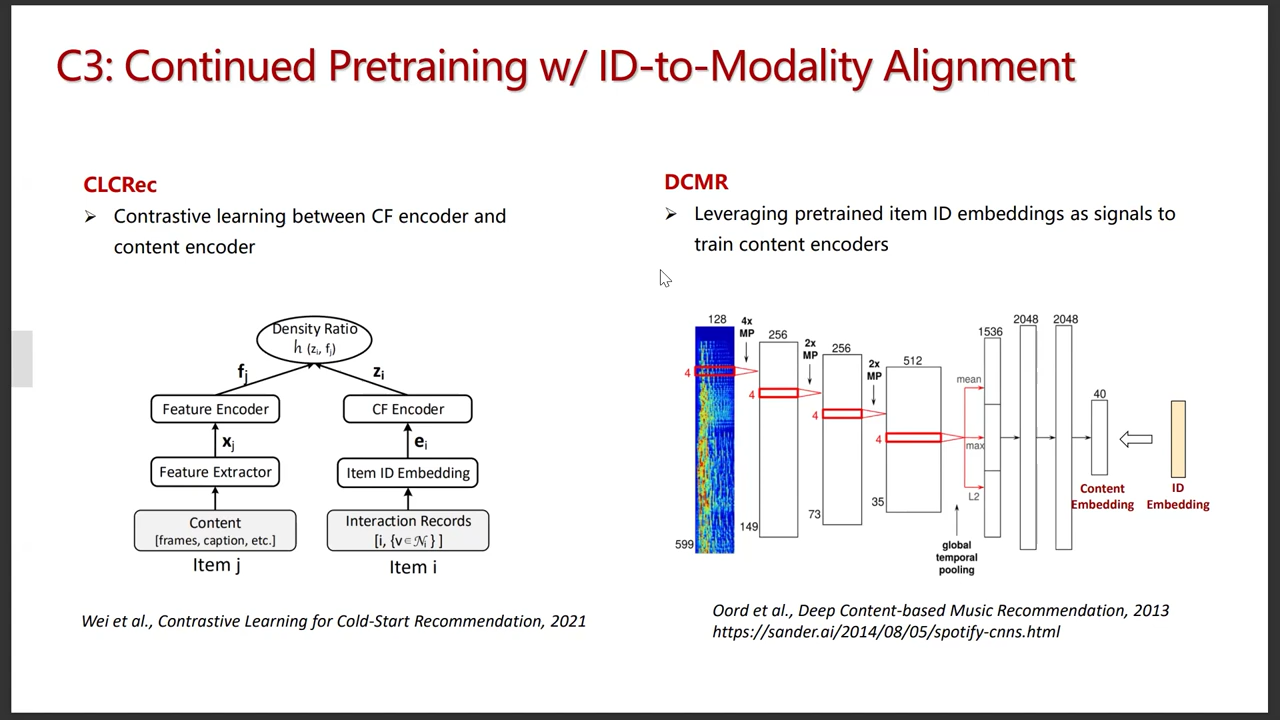 C3: Continued Pretraining w/ ID-to-Modality Alignment
CLCRec
➢ Contrastive learning between CF encoder and
content encoder
Density Ratio
h (zi, fj)
fj
zi
Feature Encoder
CF Encoder
xj
ei
Feature Extractor
Item ID Embedding
Content
[frames, caption, etc.]
Interaction Records
[i, {v∈𝒩i} ]
Item j
Item i
Wei et al., Contrastive Learning for Cold-Start Recommendation, 2021
DCMR
➢ Leveraging pretrained item ID embeddings as signals to
train content encoders
128
4x
MP
256
2x
MP
256
2x
MP
512
1536
2048
2048
4
4
4
4
mean
max
L2
40
599
149
73
35
global
temporal
pooling
Content
Embedding
ID
Embedding
Oord et al., Deep Content-based Music Recommendation, 2013
https://sander.ai/2014/08/05/spotify-cnns.html